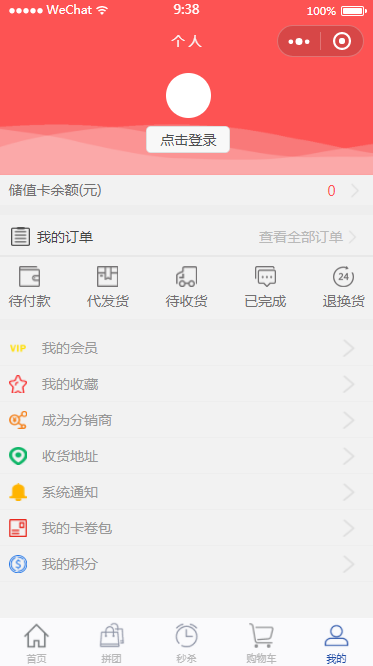 WeChat 9:38 100%
个人
点击登录
储值卡余额(元) 0
我的订单 查看全部订单
24
待付款 代发货 待收货 已完成 退换货
VIP 我的会员
我的收藏
成为分销商
收货地址
系统通知
我的卡卷包
我的积分
首页 拼团 秒杀 购物车 我的